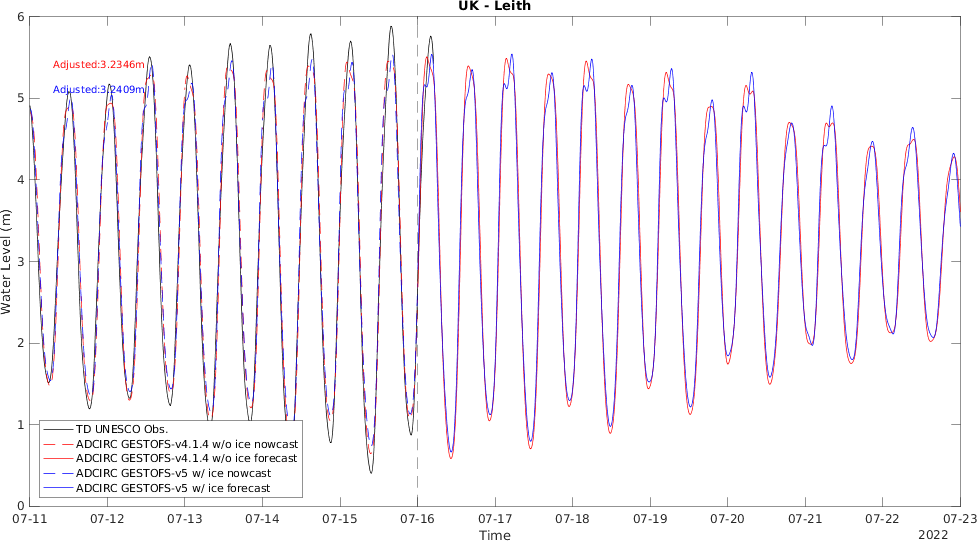 UK - Leith
6
5
4
3
2
1
0
Water Level (m)
Adjusted:3.2346m
Adjusted:3.2409m
TD UNESCO Obs.
ADCIRC GESTOFS-v4.1.4 w/o ice nowcast
ADCIRC GESTOFS-v4.1.4 w/o ice forecast
ADCIRC GESTOFS-v5 w/ ice nowcast
ADCIRC GESTOFS-v5 w/ ice forecast
07-11 07-12 07-13 07-14 07-15 07-16 07-17 07-18 07-19 07-20 07-21 07-22 07-23
Time
2022